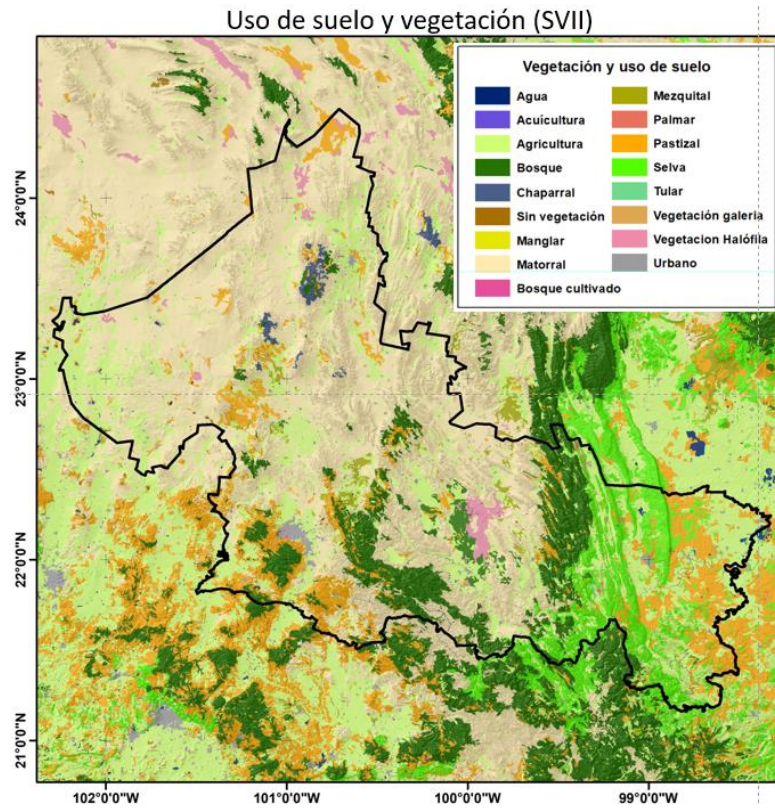 Uso de suelo y vegetación (SVII)
Vegetación y uso de suelo
Agua
Mezquital
Acuícultura
Palmar
Agricultura
Pastizal
Bosque
Selva
Chaparral
Tular
Sin vegetación
Vegetación galeria
Manglar
Vegetacion Halófila
Matorral
Urbano
Bosque cultivado
24°0'0"N
23°0'0"N
22°0'0"N
21°0'0"N
102°0'0"W
101°0'0"W
100°0'0"W
99°0'0"W